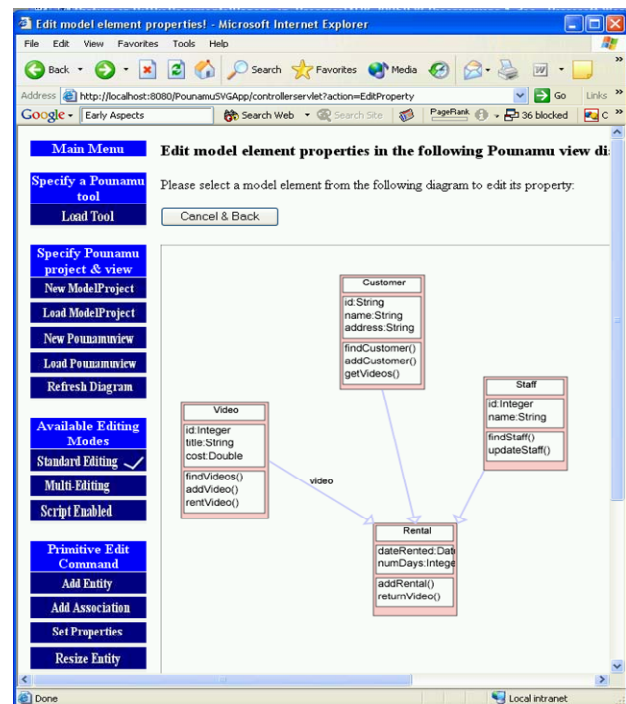 Edit model element properties! - Microsoft Internet Explorer
File Edit View Favorites Tools Help
Back Search Favorites Media
Address http://localhost:8080/PounamuSVGApp/controllerservlet?action=EditProperty Go Links
Google Early Aspects Search Web Search Site PageRank 36 blocked
Main Menu
Specify a Pounamu
tool
Load Tool
Specify Pounamu
project & view
New ModelProject
Load ModelProject
New Pounamuview
Load Pounamuview
Refresh Diagram
Available Editing
Modes
Standard Editing
Multi-Editing
Script Enabled
Primitive Edit
Command
Add Entity
Add Association
Set Properties
Resize Entity
Edit model element properties in the following Pounamu view di
Please select a model element from the following diagram to edit its property:
Cancel & Back
Customer
id:String
name:String
address:String
findCustomer()
addCustomer()
getVideos()
Staff
id:Integer
name:String
findStaff()
updateStaff()
Video
id:Integer
title:String
cost:Double
findVideos()
addVideo()
rentVideo()
video
Rental
dateRented:Dat
numDays:Intege
addRental()
returnVideo()
Done Local intranet